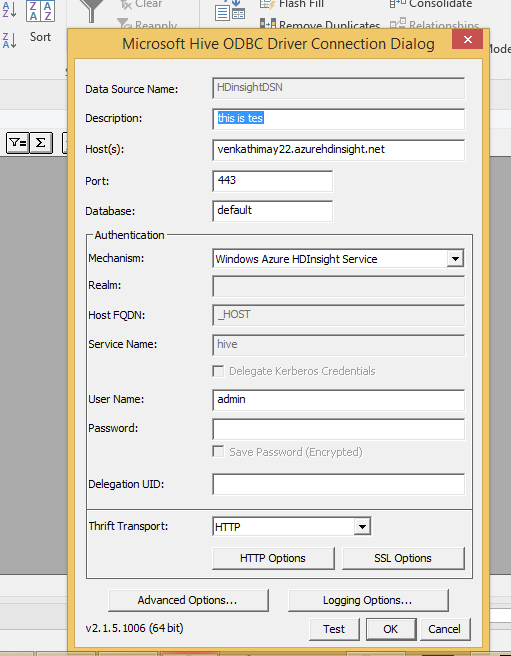 Clear
Flash Fill
Consolidate
Sort
Reapply
Remove Duplicates
Relationships
Microsoft Hive ODBC Driver Connection Dialog
Data Source Name: HDinsightDSN
Description: this is tes
Host(s): venkathimay22.azurehdinsight.net
Port: 443
Database: default
Authentication
Mechanism: Windows Azure HDInsight Service
Realm:
Host FQDN: _HOST
Service Name: hive
Delegate Kerberos Credentials
User Name: admin
Password:
Save Password (Encrypted)
Delegation UID:
Thrift Transport: HTTP
HTTP Options SSL Options
Advanced Options... Logging Options...
v2.1.5.1006 (64 bit) Test OK Cancel